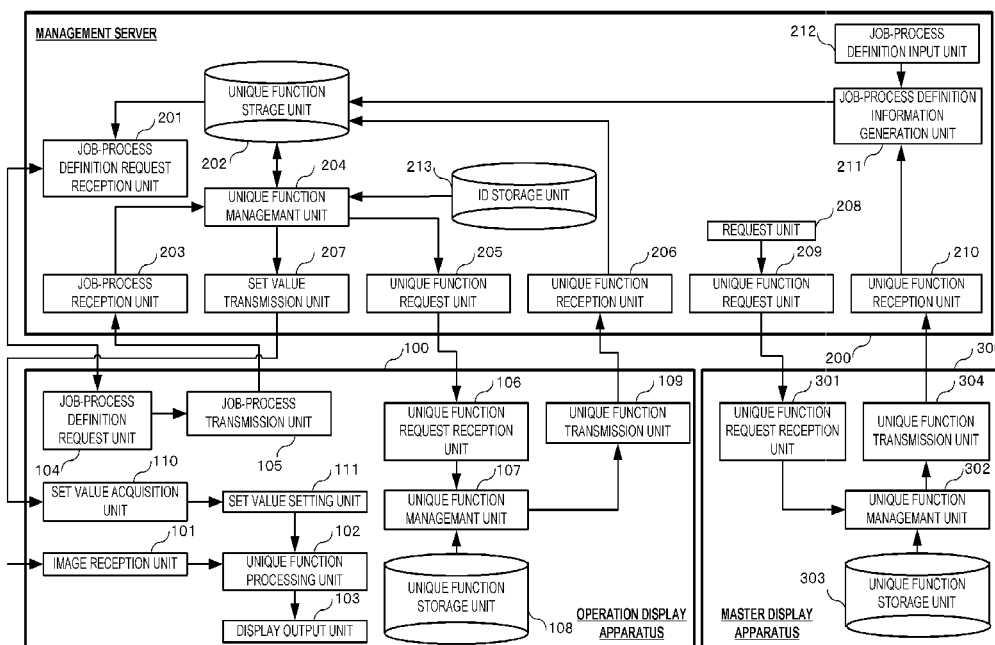 MANAGEMENT SERVER
212
JOB-PROCESS
DEFINITION INPUT UNIT
UNIQUE FUNCTION
STRAGE UNIT
202
201
JOB-PROCESS
DEFINITION REQUEST
RECEPTION UNIT
JOB-PROCESS DEFINITION
INFORMATION
GENERATION UNIT
211
204
UNIQUE FUNCTION
MANAGEMANT UNIT
213
ID STORAGE UNIT
208
REQUEST UNIT
203
JOB-PROCESS
RECEPTION UNIT
207
SET VALUE
TRANSMISSION UNIT
205
UNIQUE FUNCTION
REQUEST UNIT
206
UNIQUE FUNCTION
RECEPTION UNIT
209
UNIQUE FUNCTION
REQUEST UNIT
210
UNIQUE FUNCTION
RECEPTION UNIT
200
100
JOB-PROCESS
DEFINITION
REQUEST UNIT
104
JOB-PROCESS
TRANSMISSION UNIT
105
106
UNIQUE FUNCTION
REQUEST RECEPTION
UNIT
109
UNIQUE FUNCTION
TRANSMISSION UNIT
110
SET VALUE ACQUISITION
UNIT
111
SET VALUE SETTING UNIT
107
UNIQUE FUNCTION
MANAGEMANT UNIT
101
IMAGE RECEPTION UNIT
102
UNIQUE FUNCTION
PROCESSING UNIT
103
DISPLAY OUTPUT UNIT
UNIQUE FUNCTION
STORAGE UNIT
108
OPERATION DISPLAY
APPARATUS
301
UNIQUE FUNCTION
REQUEST RECEPTION
UNIT
304
UNIQUE FUNCTION
TRANSMISSION UNIT
302
UNIQUE FUNCTION
MANAGEMANT UNIT
303
UNIQUE FUNCTION
STORAGE UNIT
MASTER DISPLAY
APPARATUS